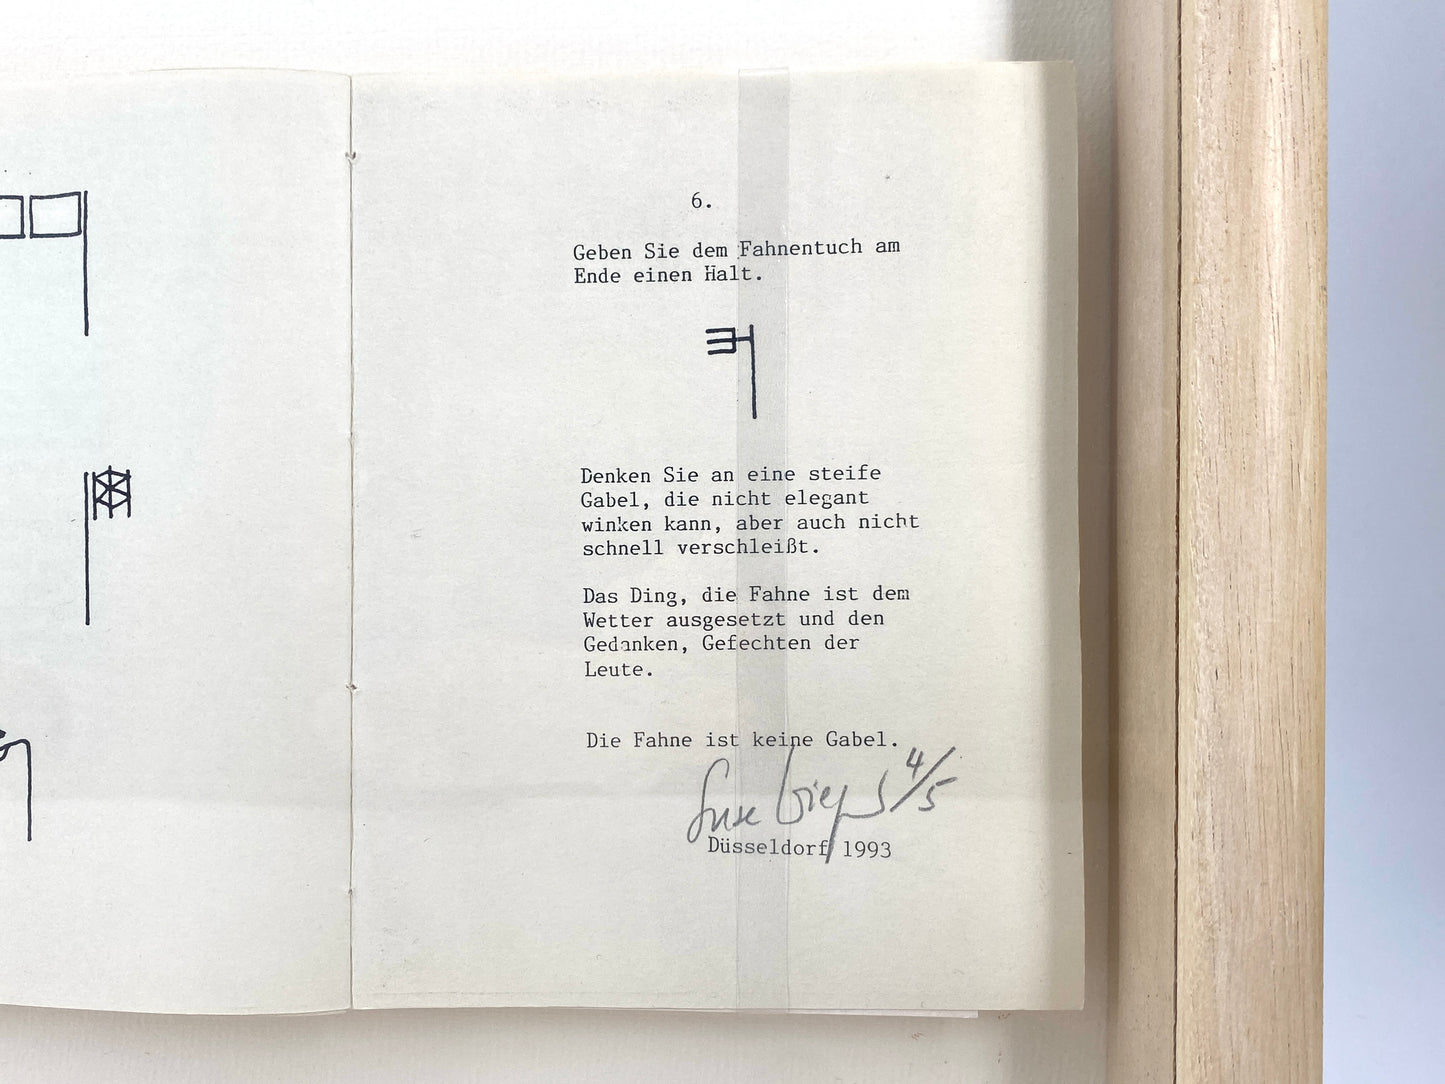 6.
Geben Sie dem Fahnentuch am
Ende einen Halt.
Denken Sie an eine steife
Gabel, die nicht elegant
winken kann, aber auch nicht
schnell verschleißt.
Das Ding, die Fahne ist dem
Wetter ausgesetzt und den
Gedanken, Gefechten der
Leute.
Die Fahne ist keine Gabel.
4/5
Düsseldorf 1993